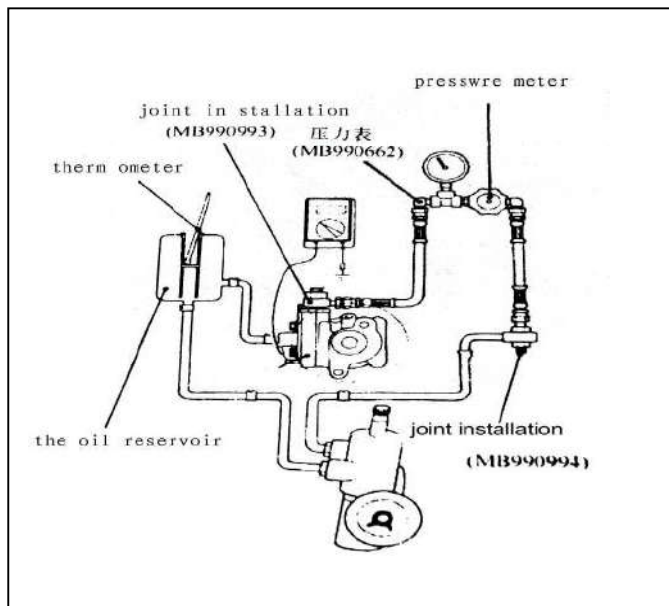 presswre meter
joint in stallation
(MB990993)
压力表
(MB990662)
therm ometer
the oil reservoir
joint installation
(MB990994)